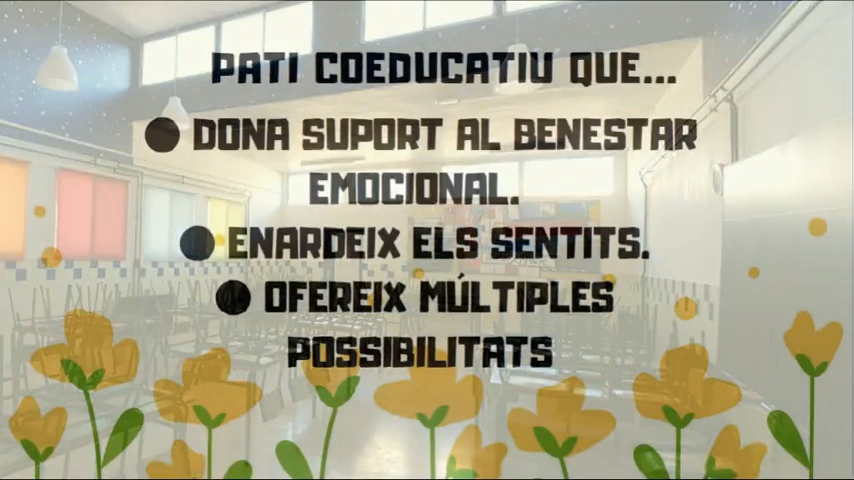 PATI COEDUCATIU QUE...
● DONA SUPORT AL BENESTAR
EMOCIONAL.
● ENARDEIX ELS SENTITS.
● OFEREIX MÚLTIPLES
POSSIBILITATS